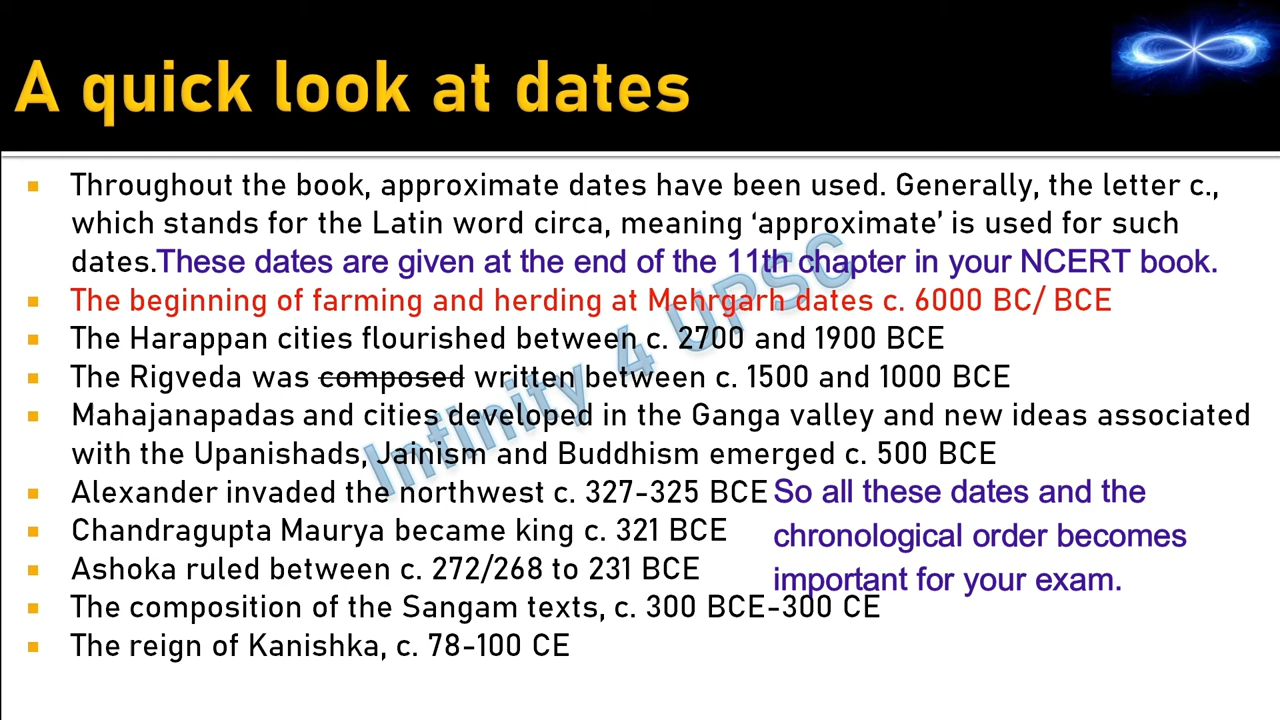 A quick look at dates
Throughout the book, approximate dates have been used. Generally, the letter c.,
which stands for the Latin word circa, meaning ‘approximate’ is used for such
dates.These dates are given at the end of the 11th chapter in your NCERT book.
The beginning of farming and herding at Mehrgarh dates c. 6000 BC/ BCE
The Harappan cities flourished between c. 2700 and 1900 BCE
The Rigveda was composed written between c. 1500 and 1000 BCE
Mahajanapadas and cities developed in the Ganga valley and new ideas associated
with the Upanishads, Jainism and Buddhism emerged c. 500 BCE
Alexander invaded the northwest c. 327-325 BCE
So all these dates and the
chronological order becomes
important for your exam.
Chandragupta Maurya became king c. 321 BCE
Ashoka ruled between c. 272/268 to 231 BCE
The composition of the Sangam texts, c. 300 BCE-300 CE
The reign of Kanishka, c. 78-100 CE
Infinity 4 UPSC